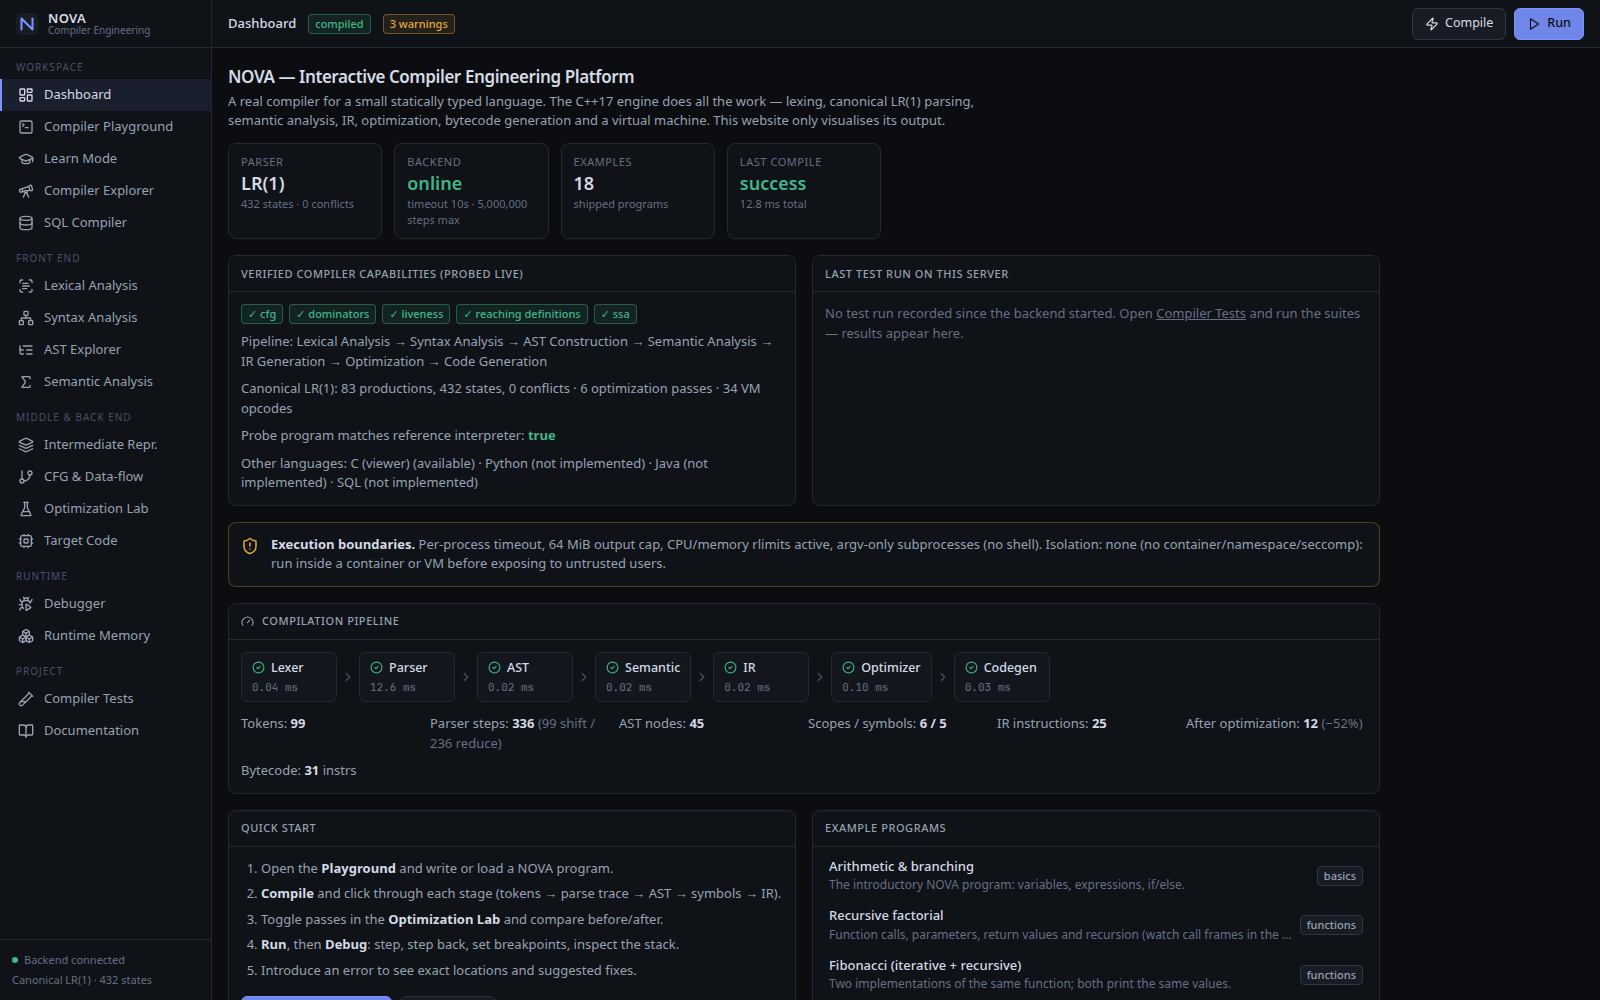 NOVA
Compiler Engineering
WORKSPACE
Dashboard
Compiler Playground
Learn Mode
Compiler Explorer
SQL Compiler
FRONT END
Lexical Analysis
Syntax Analysis
AST Explorer
Semantic Analysis
MIDDLE & BACK END
Intermediate Repr.
CFG & Data-flow
Optimization Lab
Target Code
RUNTIME
Debugger
Runtime Memory
PROJECT
Compiler Tests
Documentation
Backend connected
Canonical LR(1) · 432 states
Dashboard compiled 3 warnings
Compile Run
NOVA — Interactive Compiler Engineering Platform
A real compiler for a small statically typed language. The C++17 engine does all the work — lexing, canonical LR(1) parsing,
semantic analysis, IR, optimization, bytecode generation and a virtual machine. This website only visualises its output.
PARSER
LR(1)
432 states · 0 conflicts
BACKEND
online
timeout 10s · 5,000,000
steps max
EXAMPLES
18
shipped programs
LAST COMPILE
success
12.8 ms total
VERIFIED COMPILER CAPABILITIES (PROBED LIVE)
✓ cfg ✓ dominators ✓ liveness ✓ reaching definitions ✓ ssa
Pipeline: Lexical Analysis → Syntax Analysis → AST Construction → Semantic Analysis →
IR Generation → Optimization → Code Generation
Canonical LR(1): 83 productions, 432 states, 0 conflicts · 6 optimization passes · 34 VM
opcodes
Probe program matches reference interpreter: true
Other languages: C (viewer) (available) · Python (not implemented) · Java (not
implemented) · SQL (not implemented)
LAST TEST RUN ON THIS SERVER
No test run recorded since the backend started. Open Compiler Tests and run the suites
— results appear here.
Execution boundaries. Per-process timeout, 64 MiB output cap, CPU/memory rlimits active, argv-only subprocesses (no shell). Isolation: none (no container/namespace/seccomp):
run inside a container or VM before exposing to untrusted users.
COMPILATION PIPELINE
Lexer
0.04 ms
Parser
12.6 ms
AST
0.02 ms
Semantic
0.02 ms
IR
0.02 ms
Optimizer
0.10 ms
Codegen
0.03 ms
Tokens: 99
Parser steps: 336 (99 shift /
236 reduce)
AST nodes: 45
Scopes / symbols: 6 / 5
IR instructions: 25
After optimization: 12 (−52%)
Bytecode: 31 instrs
QUICK START
1. Open the Playground and write or load a NOVA program.
2. Compile and click through each stage (tokens → parse trace → AST → symbols → IR).
3. Toggle passes in the Optimization Lab and compare before/after.
4. Run, then Debug: step, step back, set breakpoints, inspect the stack.
5. Introduce an error to see exact locations and suggested fixes.
EXAMPLE PROGRAMS
Arithmetic & branching
The introductory NOVA program: variables, expressions, if/else.
basics
Recursive factorial
Function calls, parameters, return values and recursion (watch call frames in the ...
functions
Fibonacci (iterative + recursive)
Two implementations of the same function; both print the same values.
functions